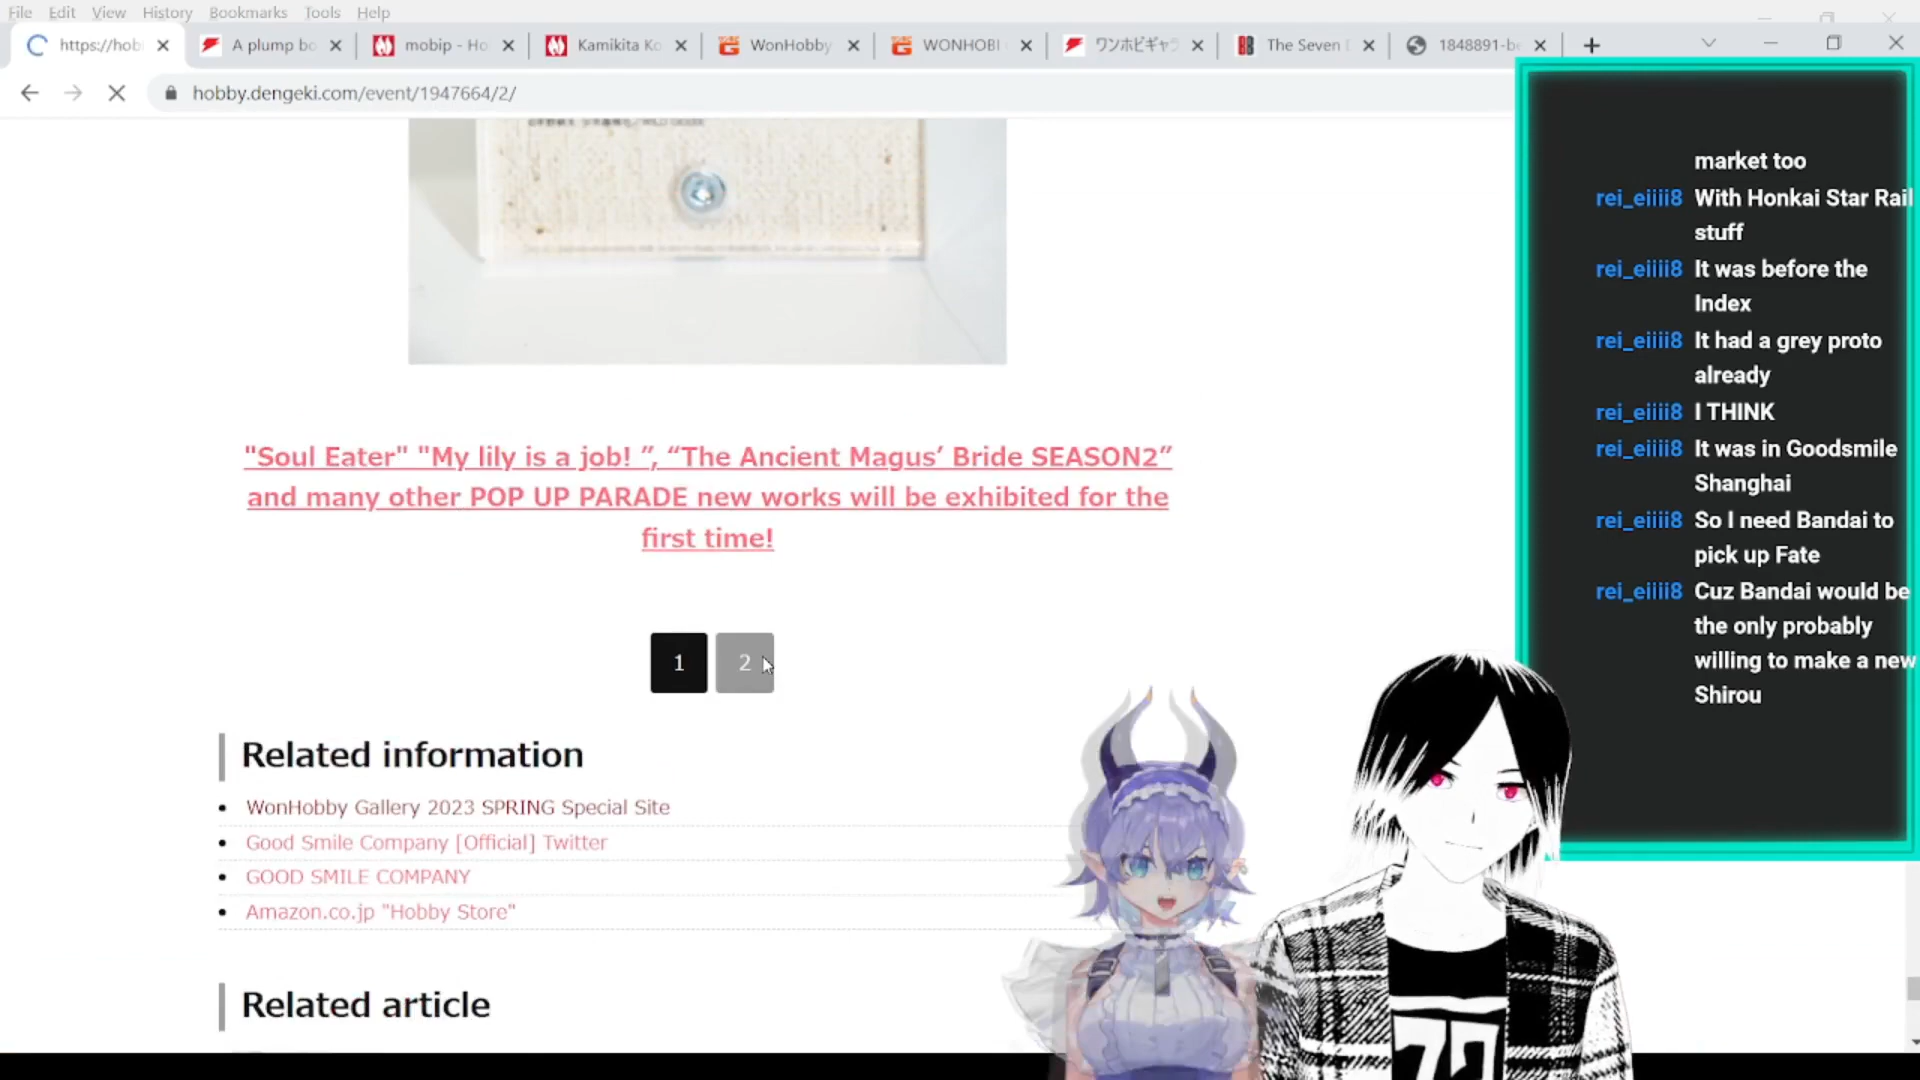 File Edit View History Bookmarks Tools Help
https://hob
A plump bo
mobip - Ho
Kamikita Ko
WonHobby
WONHOBI
ワンホビギャラ
The Seven
1848891-be
hobby.dengeki.com/event/1947664/2/
"Soul Eater" "My lily is a job! ”, “The Ancient Magus’ Bride SEASON2”
and many other POP UP PARADE new works will be exhibited for the
first time!
1 2
Related information
WonHobby Gallery 2023 SPRING Special Site
Good Smile Company [Official] Twitter
GOOD SMILE COMPANY
Amazon.co.jp "Hobby Store"
Related article
market too
rei_eiiii8 With Honkai Star Rail
stuff
rei_eiiii8 It was before the
Index
rei_eiiii8 It had a grey proto
already
rei_eiiii8 I THINK
rei_eiiii8 It was in Goodsmile
Shanghai
rei_eiiii8 So I need Bandai to
pick up Fate
rei_eiiii8 Cuz Bandai would be
the only probably
willing to make a new
Shirou
77